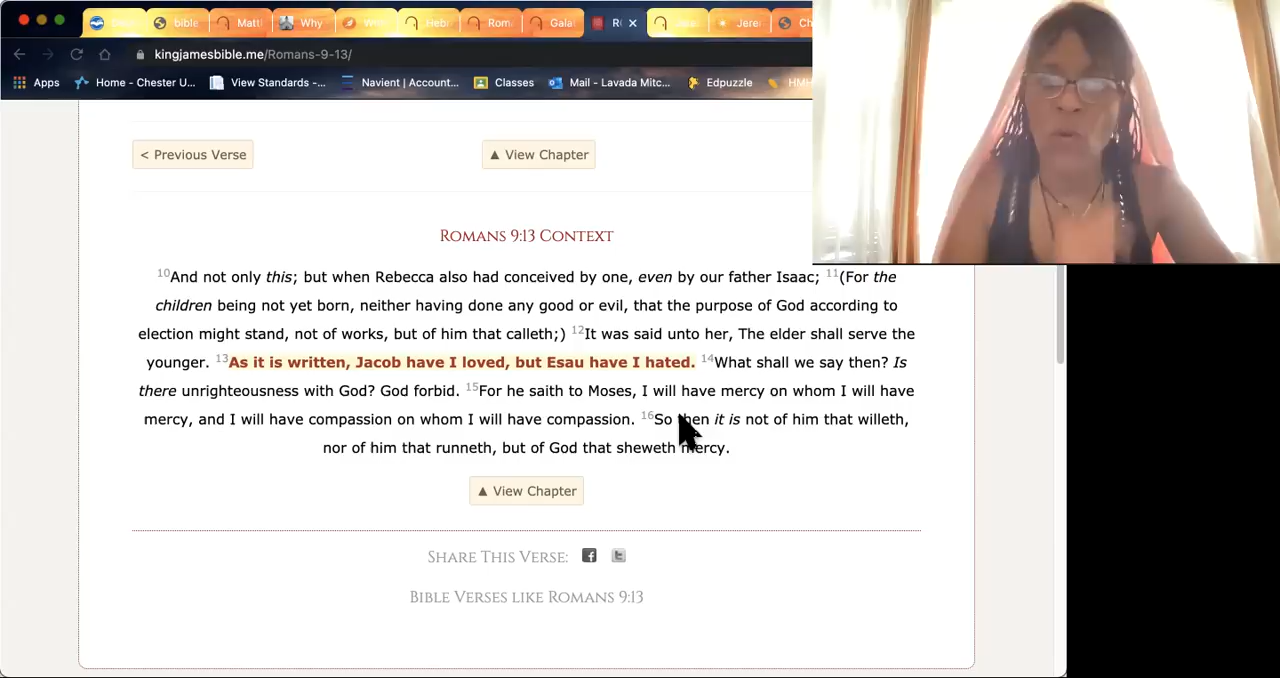 bible
Matt
Why
Rom
Gala
Jere
Ch
kingjamesbible.me/Romans-9-13/
Apps Home - Chester U... View Standards -... Navient | Account... Classes Mail - Lavada Mitc... Edpuzzle HMH
< Previous Verse ▲ View Chapter
Romans 9:13 Context
10And not only this; but when Rebecca also had conceived by one, even by our father Isaac; 11(For the
children being not yet born, neither having done any good or evil, that the purpose of God according to
election might stand, not of works, but of him that calleth;) 12It was said unto her, The elder shall serve the
younger. 13As it is written, Jacob have I loved, but Esau have I hated. 14What shall we say then? Is
there unrighteousness with God? God forbid. 15For he saith to Moses, I will have mercy on whom I will have
mercy, and I will have compassion on whom I will have compassion. 16So then it is not of him that willeth,
nor of him that runneth, but of God that sheweth mercy.
▲ View Chapter
Share This Verse:
Bible Verses like Romans 9:13